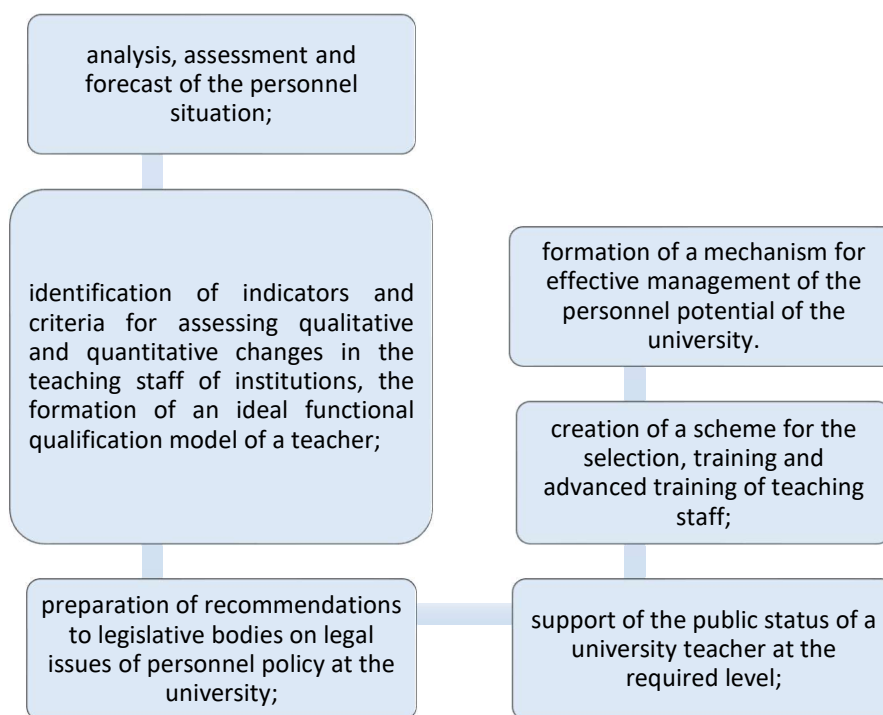 analysis, assessment and
forecast of the personnel
situation;
identification of indicators and
criteria for assessing qualitative
and quantitative changes in the
teaching staff of institutions, the
formation of an ideal functional
qualification model of a teacher;
preparation of recommendations
to legislative bodies on legal
issues of personnel policy at the
university;
support of the public status of a
university teacher at the
required level;
creation of a scheme for the
selection, training and
advanced training of teaching
staff;
formation of a mechanism for
effective management of the
personnel potential of the
university.